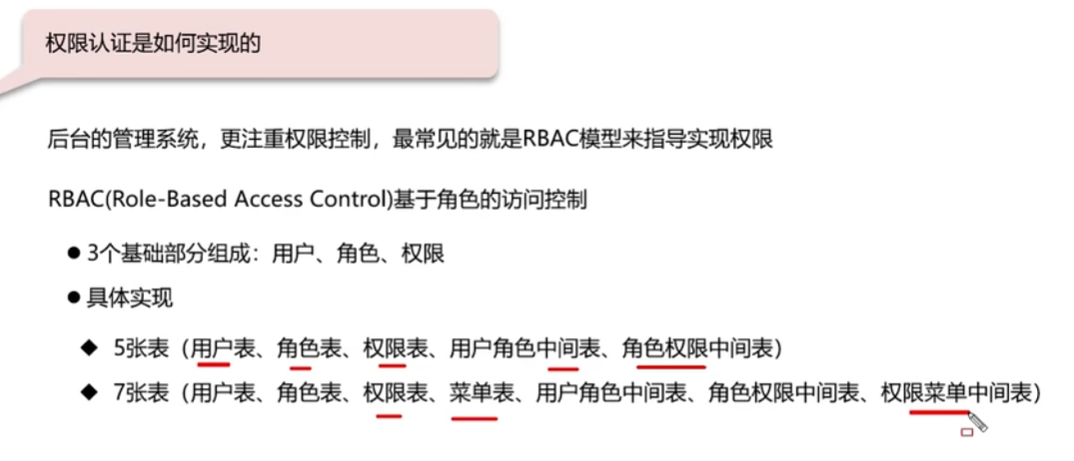 权限认证是如何实现的
后台的管理系统，更注重权限控制，最常见的就是RBAC模型来指导实现权限
RBAC(Role-Based Access Control)基于角色的访问控制
3个基础部分组成：用户、角色、权限
具体实现
5张表（用户表、角色表、权限表、用户角色中间表、角色权限中间表）
7张表（用户表、角色表、权限表、菜单表、用户角色中间表、角色权限中间表、权限菜单中间表）